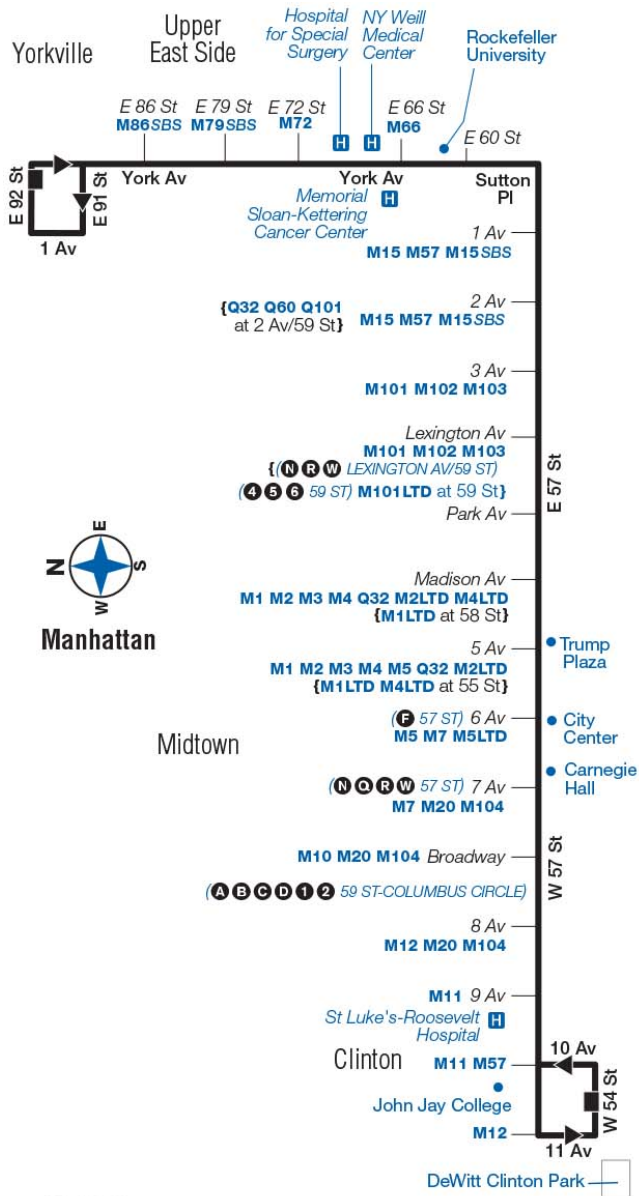 Yorkville
Upper
East Side
Hospital
for Special
Surgery
NY Weill
Medical
Center
Rockefeller
University
E 86 St
M86SBS
E 79 St
M79SBS
E 72 St
M72
H
H
E 66 St
M66
E 60 St
E 92 St
E 91 St
1 Av
York Av
York Av
Sutton
Pl
Memorial
Sloan-Kettering
Cancer Center
H
1 Av
M15 M57 M15SBS
{Q32 Q60 Q101
at 2 Av/59 St}
2 Av
M15 M57 M15SBS
3 Av
M101 M102 M103
Lexington Av
M101 M102 M103
{(N R W LEXINGTON AV/59 ST)
(4 5 6 59 ST) M101LTD at 59 St}
Park Av
E 57 St
N
E
S
W
Manhattan
Madison Av
M1 M2 M3 M4 Q32 M2LTD M4LTD
{M1LTD at 58 St}
5 Av
M1 M2 M3 M4 M5 Q32 M2LTD
{M1LTD M4LTD at 55 St}
Trump
Plaza
Midtown
(F 57 ST) 6 Av
M5 M7 M5LTD
City
Center
Carnegie
Hall
(N Q R W 57 ST) 7 Av
M7 M20 M104
M10 M20 M104 Broadway
(A B C D 1 2 59 ST-COLUMBUS CIRCLE)
W 57 St
8 Av
M12 M20 M104
M11 9 Av
St Luke's-Roosevelt
Hospital
H
Clinton
M11 M57
10 Av
John Jay College
W 54 St
M12
11 Av
DeWitt Clinton Park